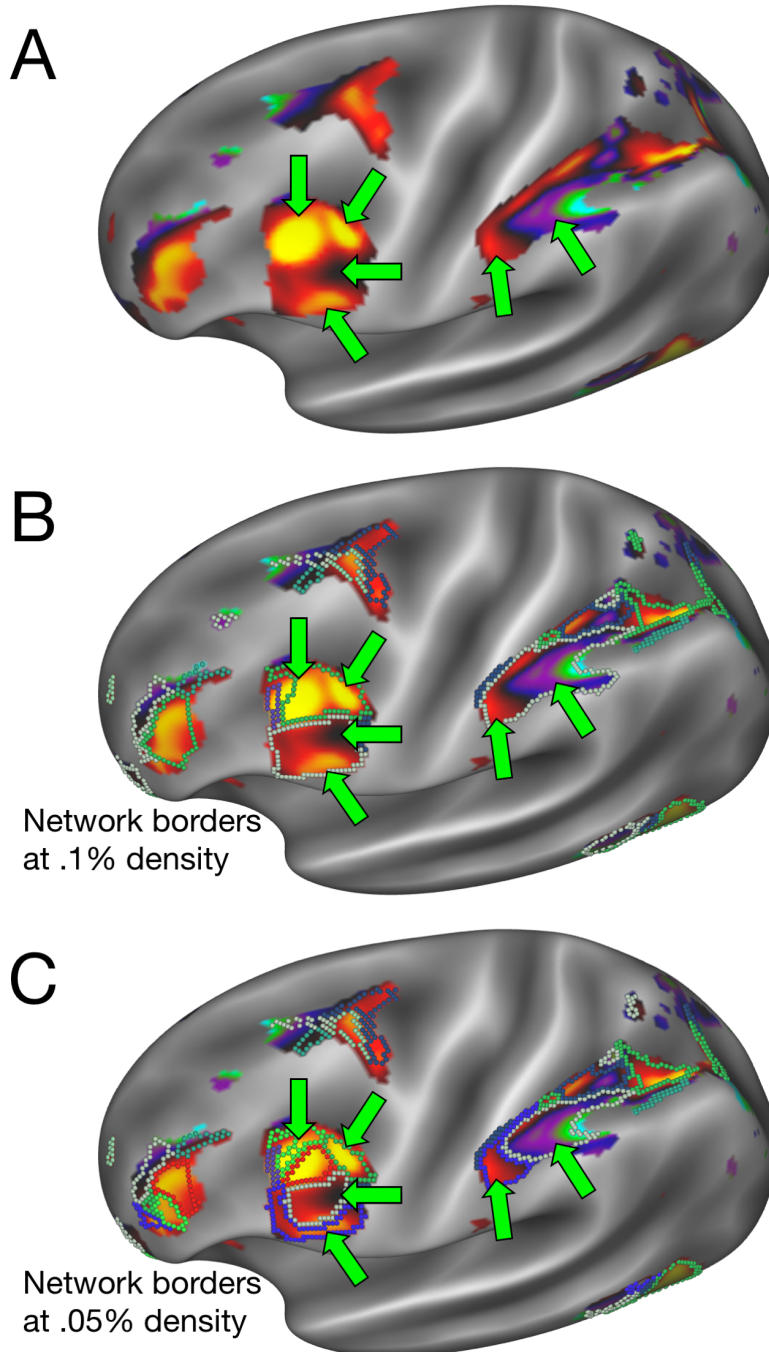 A
B
Network borders
at .1% density
C
Network borders
at .05% density